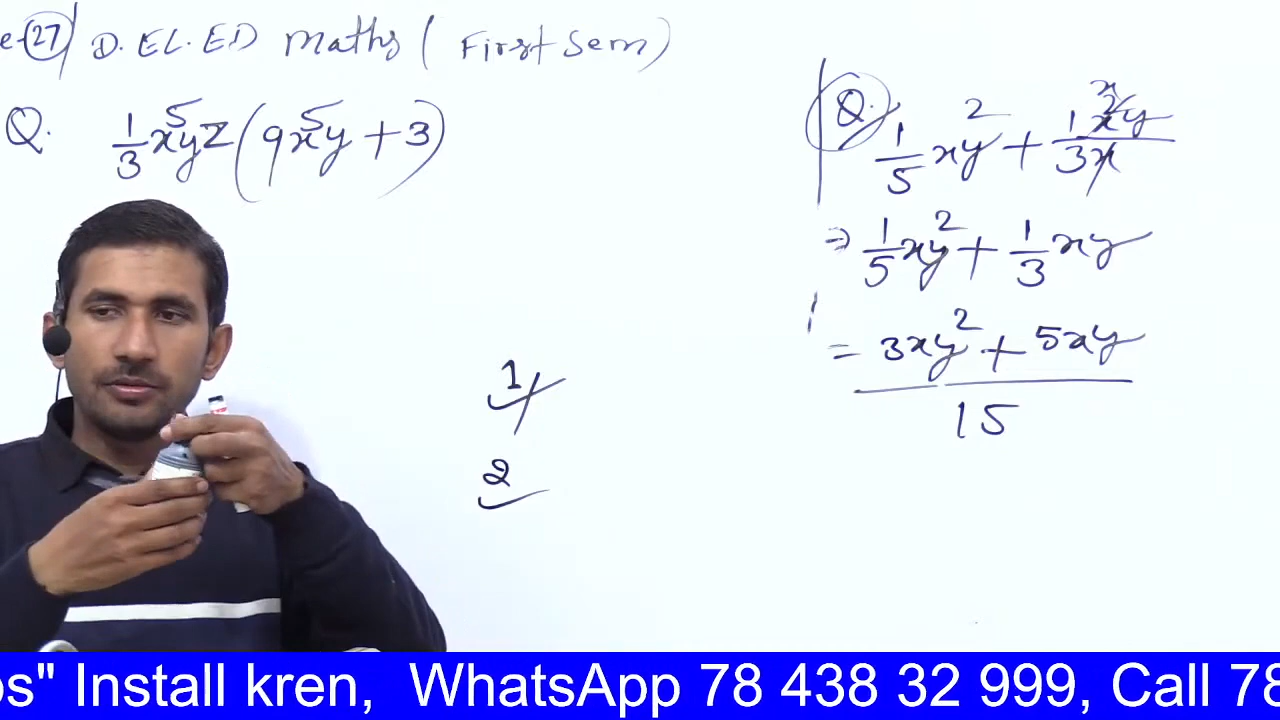 e-27 D.EL.ED Maths (First Sem)
Q. 1/3 x⁵yz(9x⁵y + 3)
1
2
Q. 1/5 xy² + 1x²y/3x x
⇒ 1/5 xy² + 1/3 xy
= 3xy² + 5xy
15
ps" Install kren, WhatsApp 78 438 32 999, Call 78